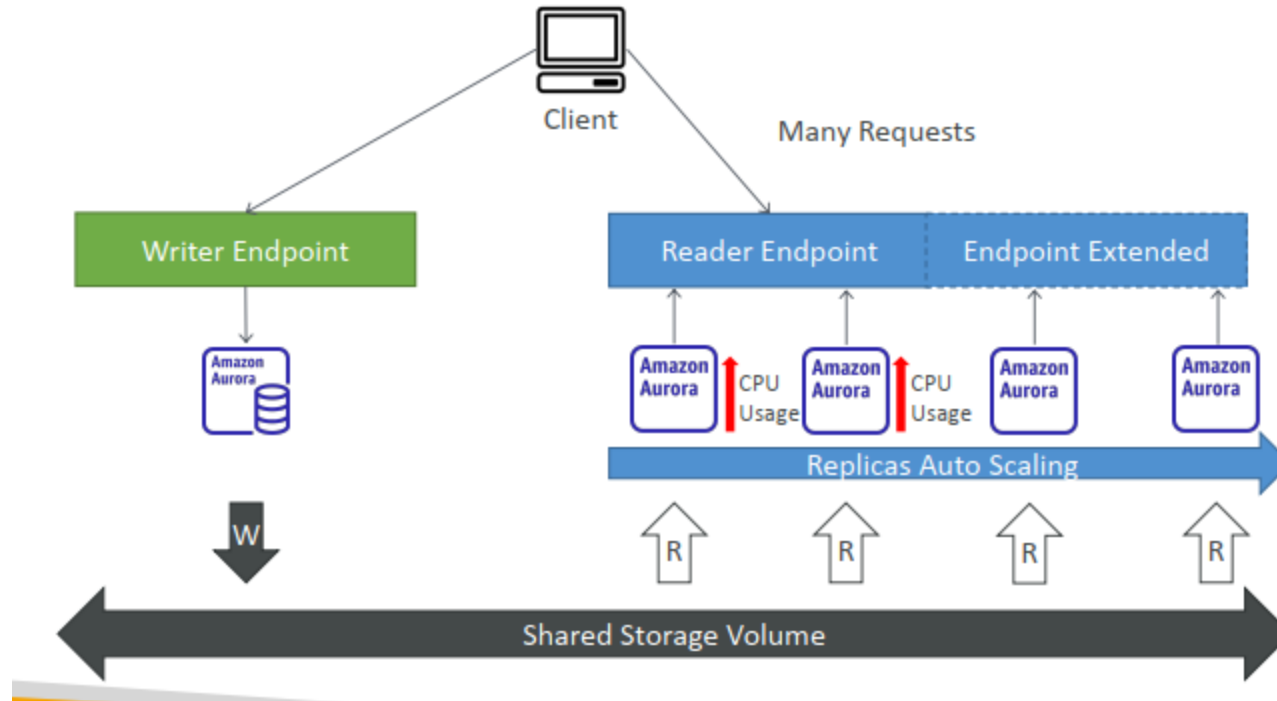 Client
Many Requests
Writer Endpoint
Reader Endpoint
Endpoint Extended
Amazon
Aurora
Amazon
Aurora
CPU
Usage
Amazon
Aurora
CPU
Usage
Amazon
Aurora
Amazon
Aurora
Replicas Auto Scaling
W
R
R
R
R
Shared Storage Volume